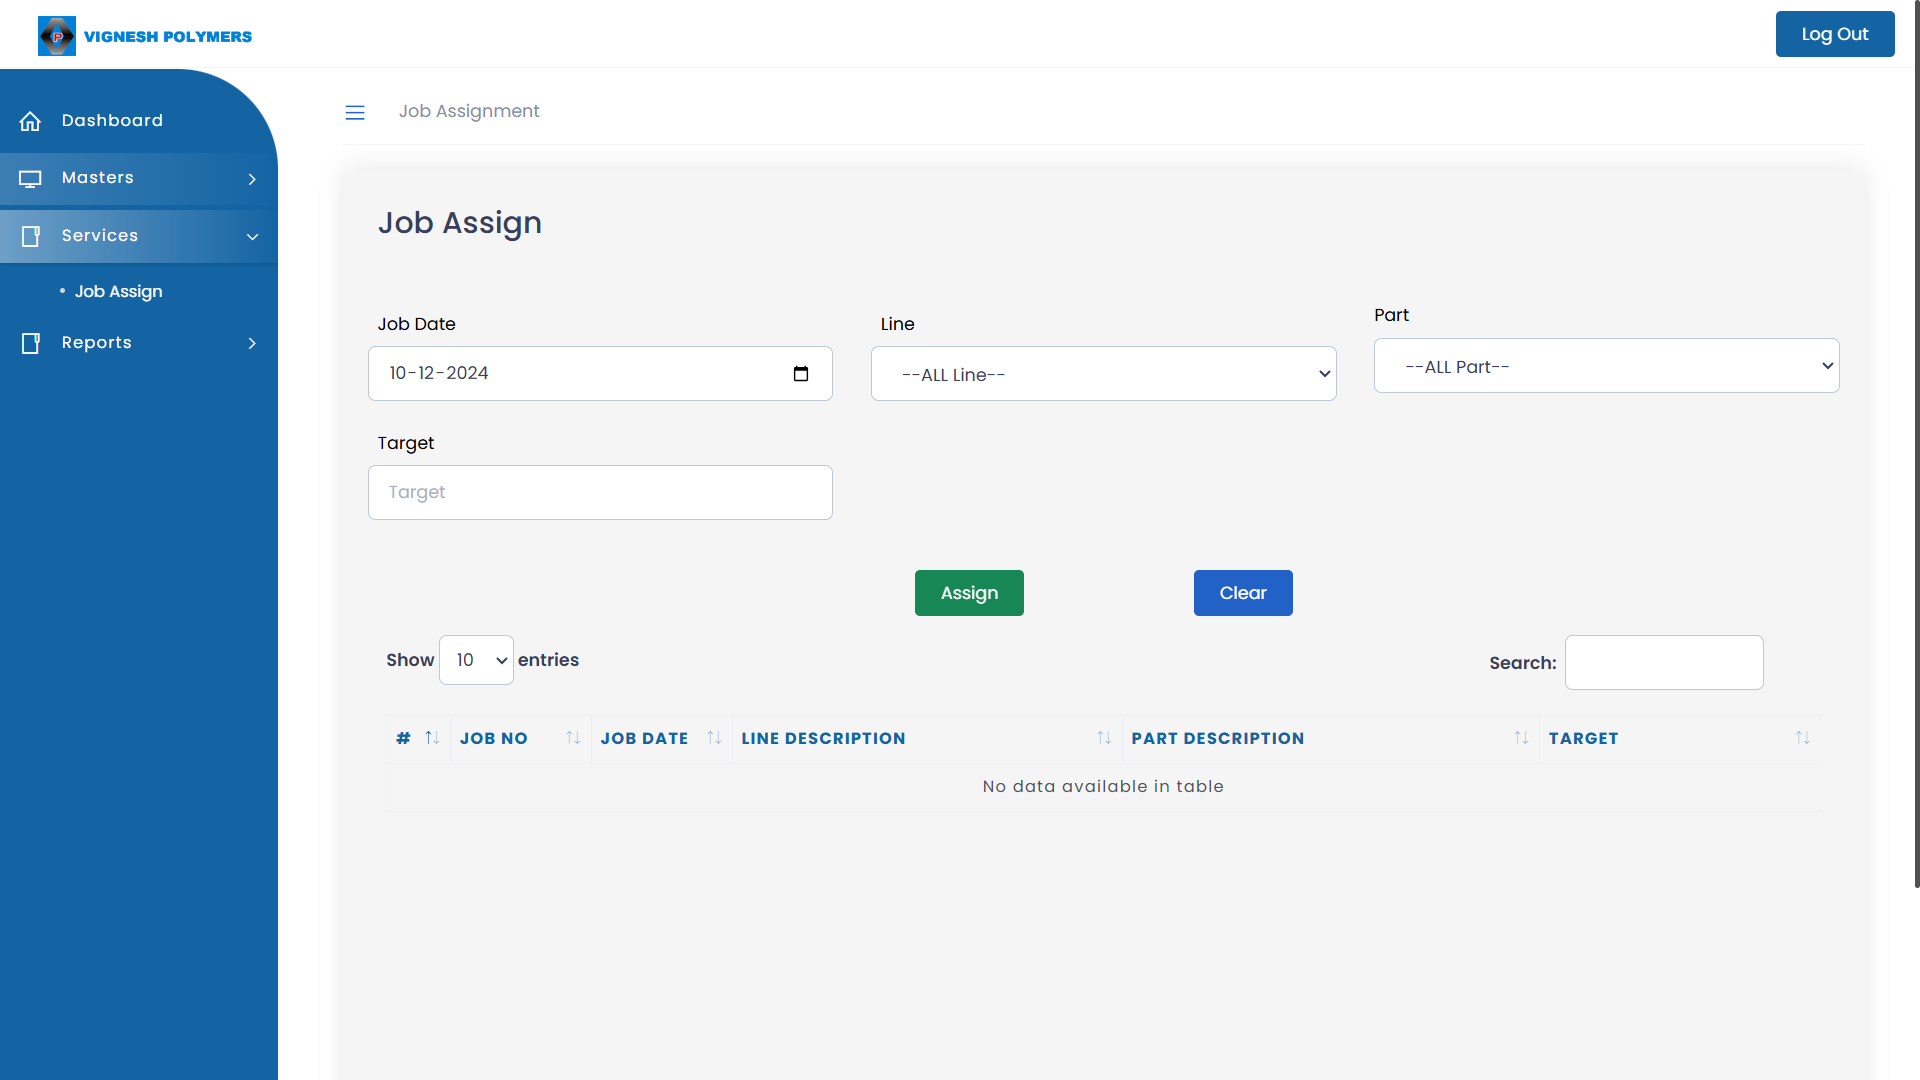 P VIGNESH POLYMERS
Log Out
Dashboard
Masters
Services
• Job Assign
Reports
Job Assignment
Job Assign
Job Date
10-12-2024
Line
--ALL Line--
Part
--ALL Part--
Target
Target
Assign
Clear
Show 10 entries
Search:
# JOB NO JOB DATE LINE DESCRIPTION PART DESCRIPTION TARGET
No data available in table